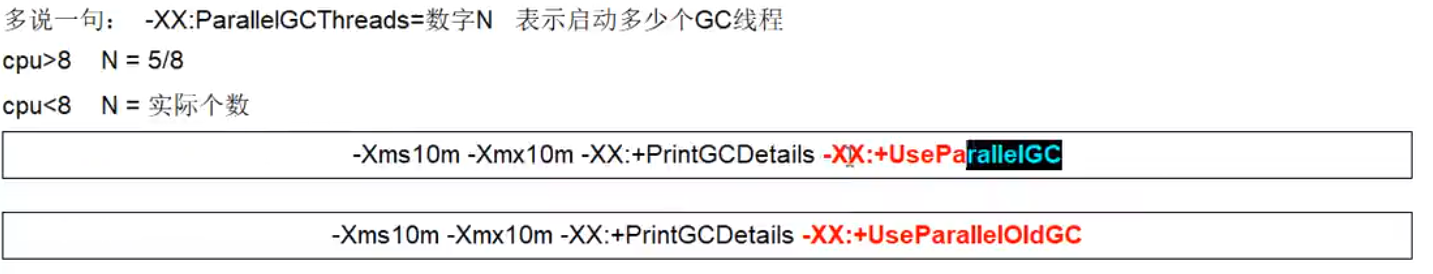 多说一句： -XX:ParallelGCThreads=数字N 表示启动多少个GC线程
cpu>8 N = 5/8
cpu<8 N = 实际个数
-Xms10m -Xmx10m -XX:+PrintGCDetails -XX:+UseParallelGC
-Xms10m -Xmx10m -XX:+PrintGCDetails -XX:+UseParallelOldGC